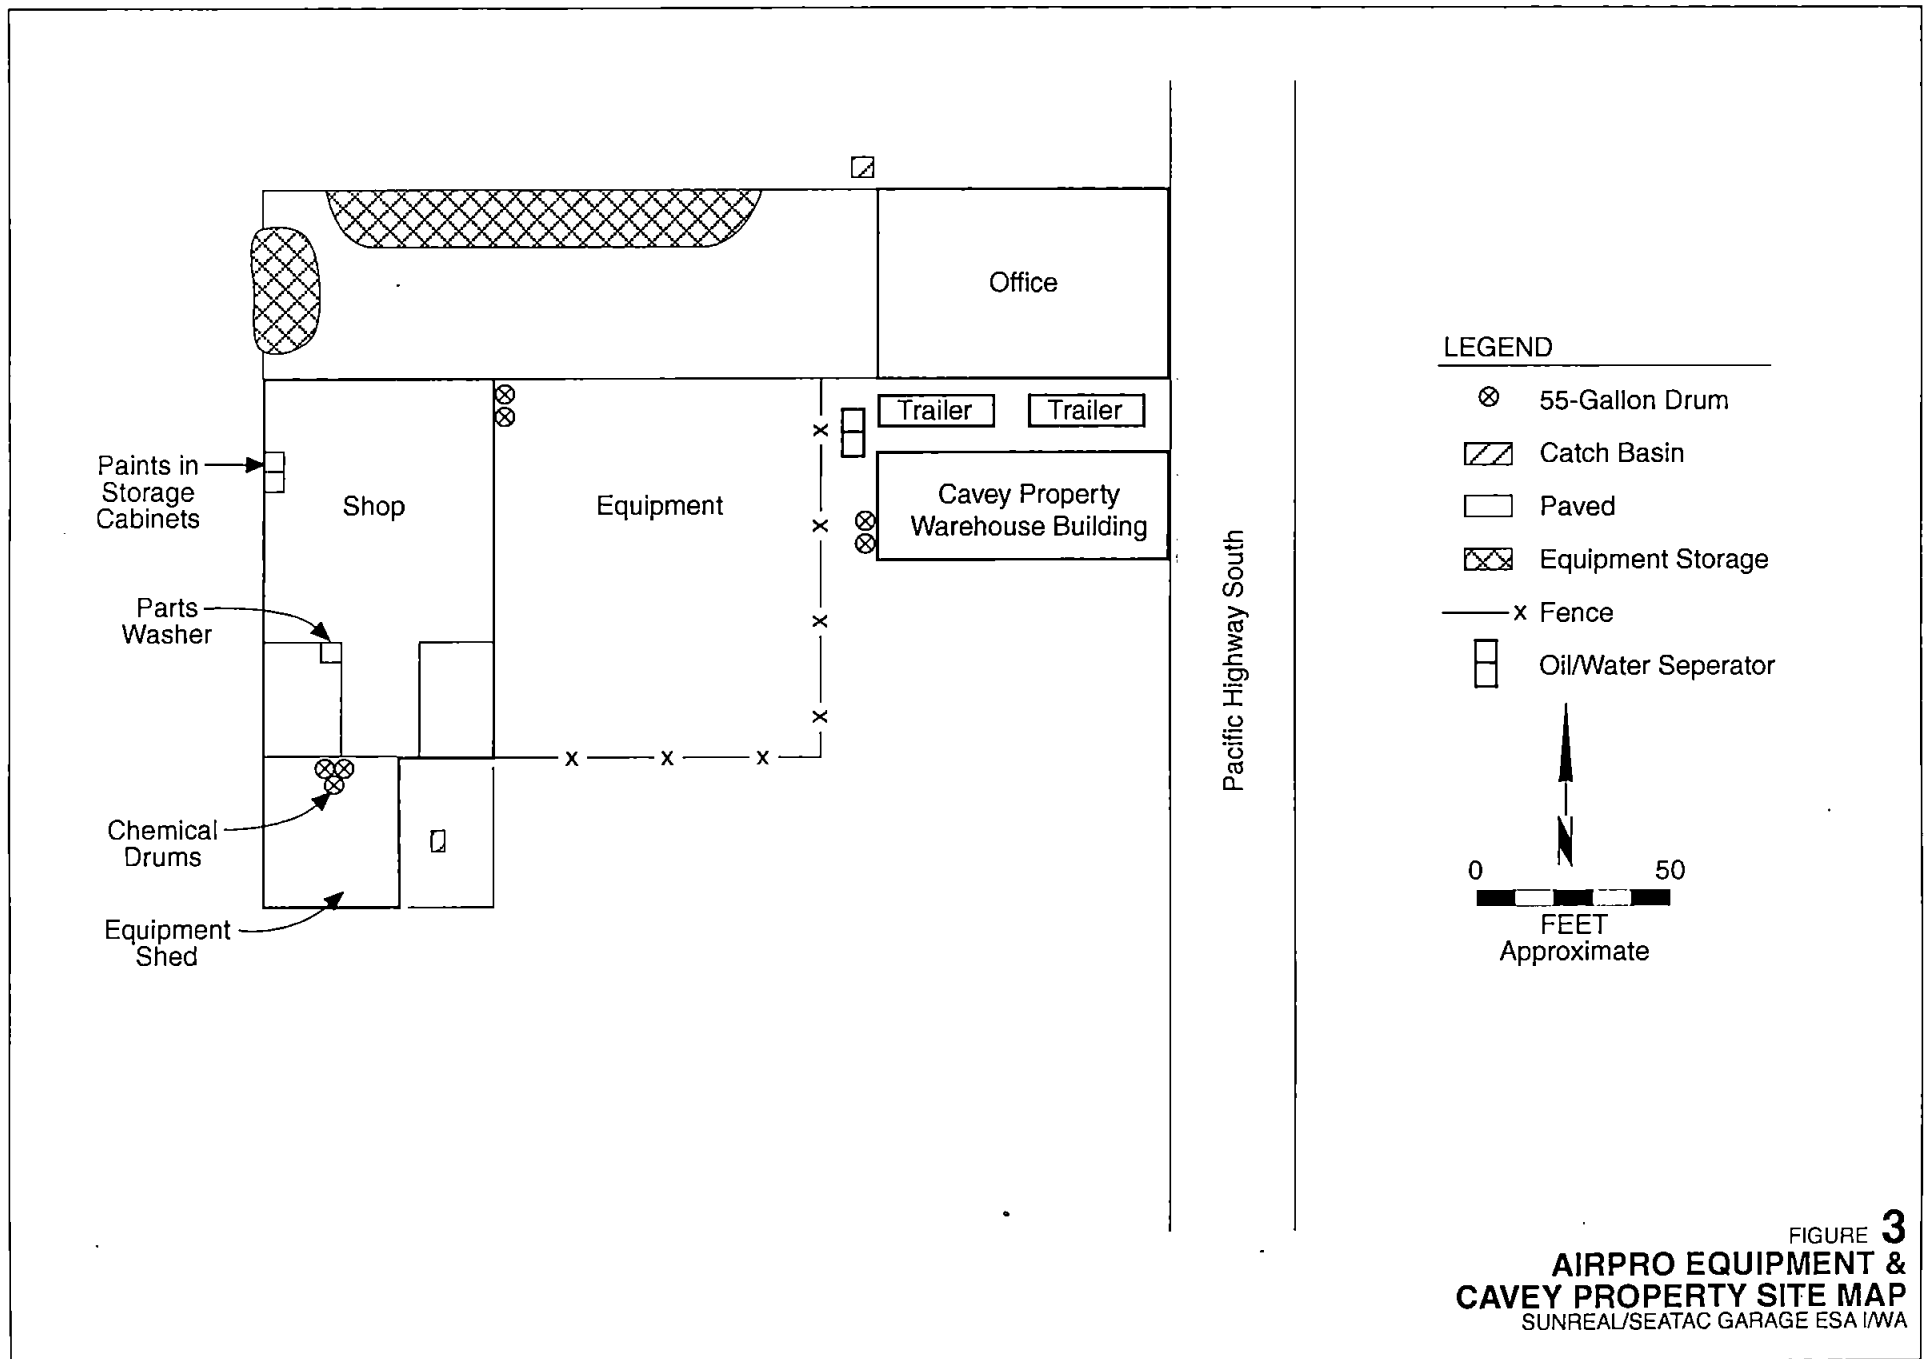 Office
Trailer
Trailer
Paints in
Storage
Cabinets
Shop
Equipment
Cavey Property
Warehouse Building
Parts
Washer
Chemical
Drums
Equipment
Shed
x
x
x
x
x
x
x
Pacific Highway South
LEGEND
55-Gallon Drum
Catch Basin
Paved
Equipment Storage
x Fence
Oil/Water Seperator
N
0 50
FEET
Approximate
FIGURE 3
AIRPRO EQUIPMENT &
CAVEY PROPERTY SITE MAP
SUNREAL/SEATAC GARAGE ESA I/WA